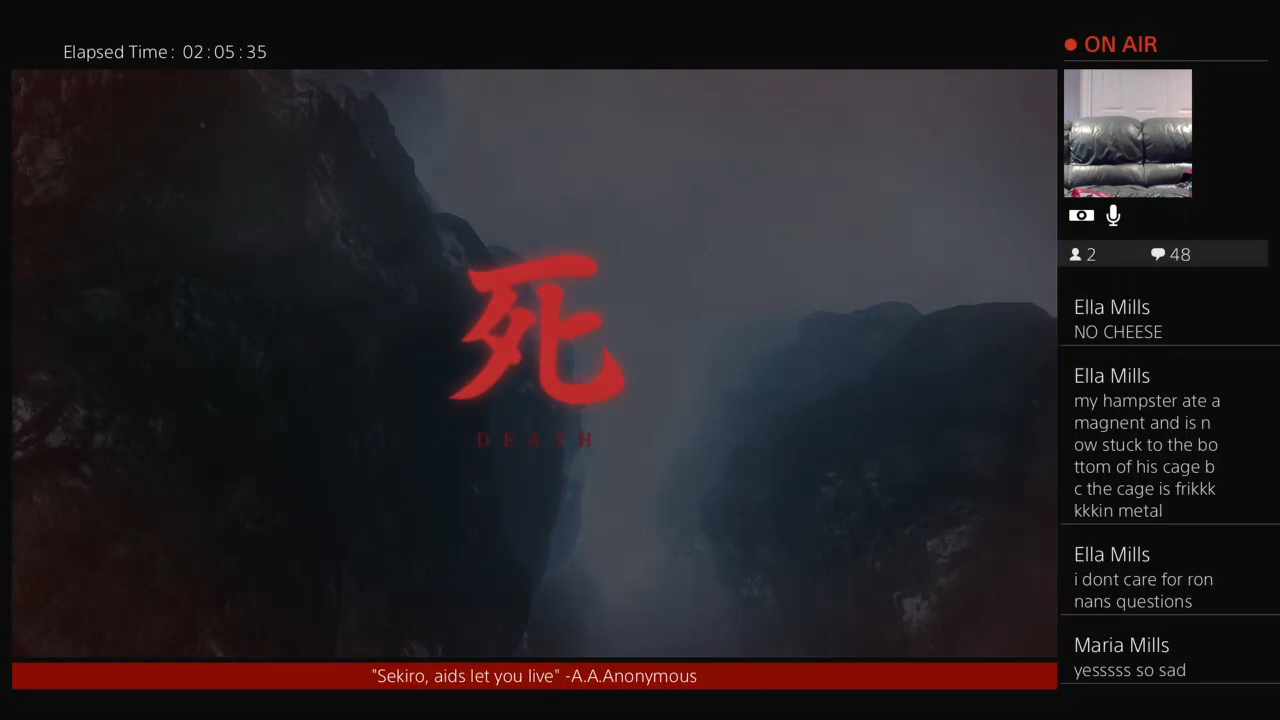 Elapsed Time: 02:05:35
ON AIR
死
DEATH
2
48
Ella Mills
NO CHEESE
Ella Mills
my hampster ate a
magnent and is n
ow stuck to the bo
ttom of his cage b
c the cage is frikkk
kkkin metal
Ella Mills
i dont care for ron
nans questions
Maria Mills
yesssss so sad
"Sekiro, aids let you live" -A.A.Anonymous